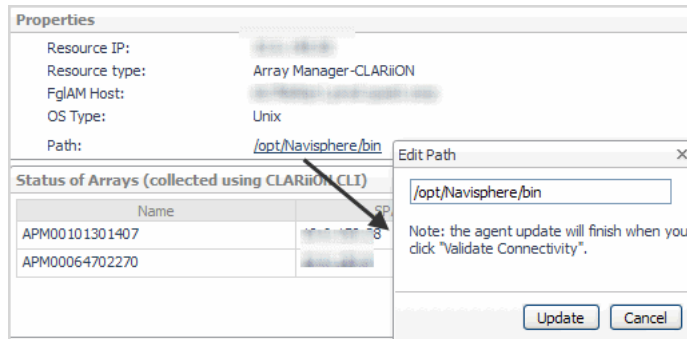 Properties
Resource IP:
Resource type: Array Manager-CLARiiON
FglAM Host:
OS Type: Unix
Path: /opt/Navisphere/bin
Status of Arrays (collected using CLARiiON CLI)
Name
APM00101301407
APM00064702270
Edit Path
/opt/Navisphere/bin
Note: the agent update will finish when you
click "Validate Connectivity".
Update Cancel